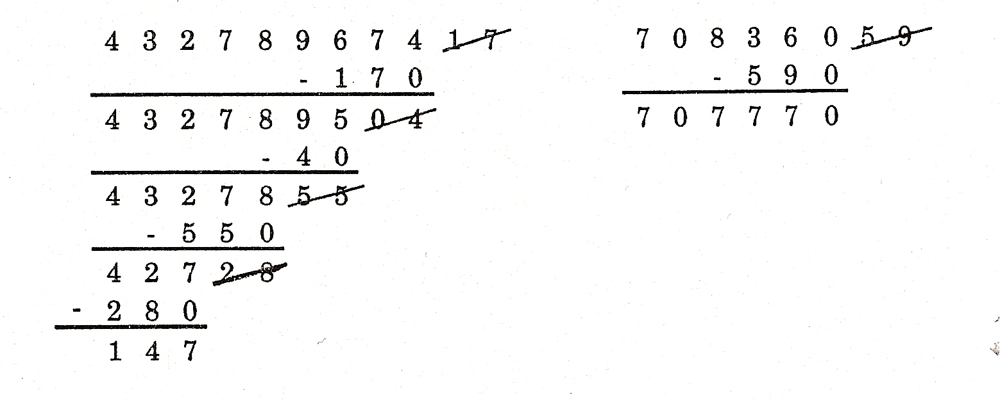 4 3 2 7 8 9 6 7 4 1 7
- 1 7 0
4 3 2 7 8 9 5 0 4
- 4 0
4 3 2 7 8 5 5
- 5 5 0
4 2 7 2 8
- 2 8 0
1 4 7
7 0 8 3 6 0 5 9
- 5 9 0
7 0 7 7 7 0